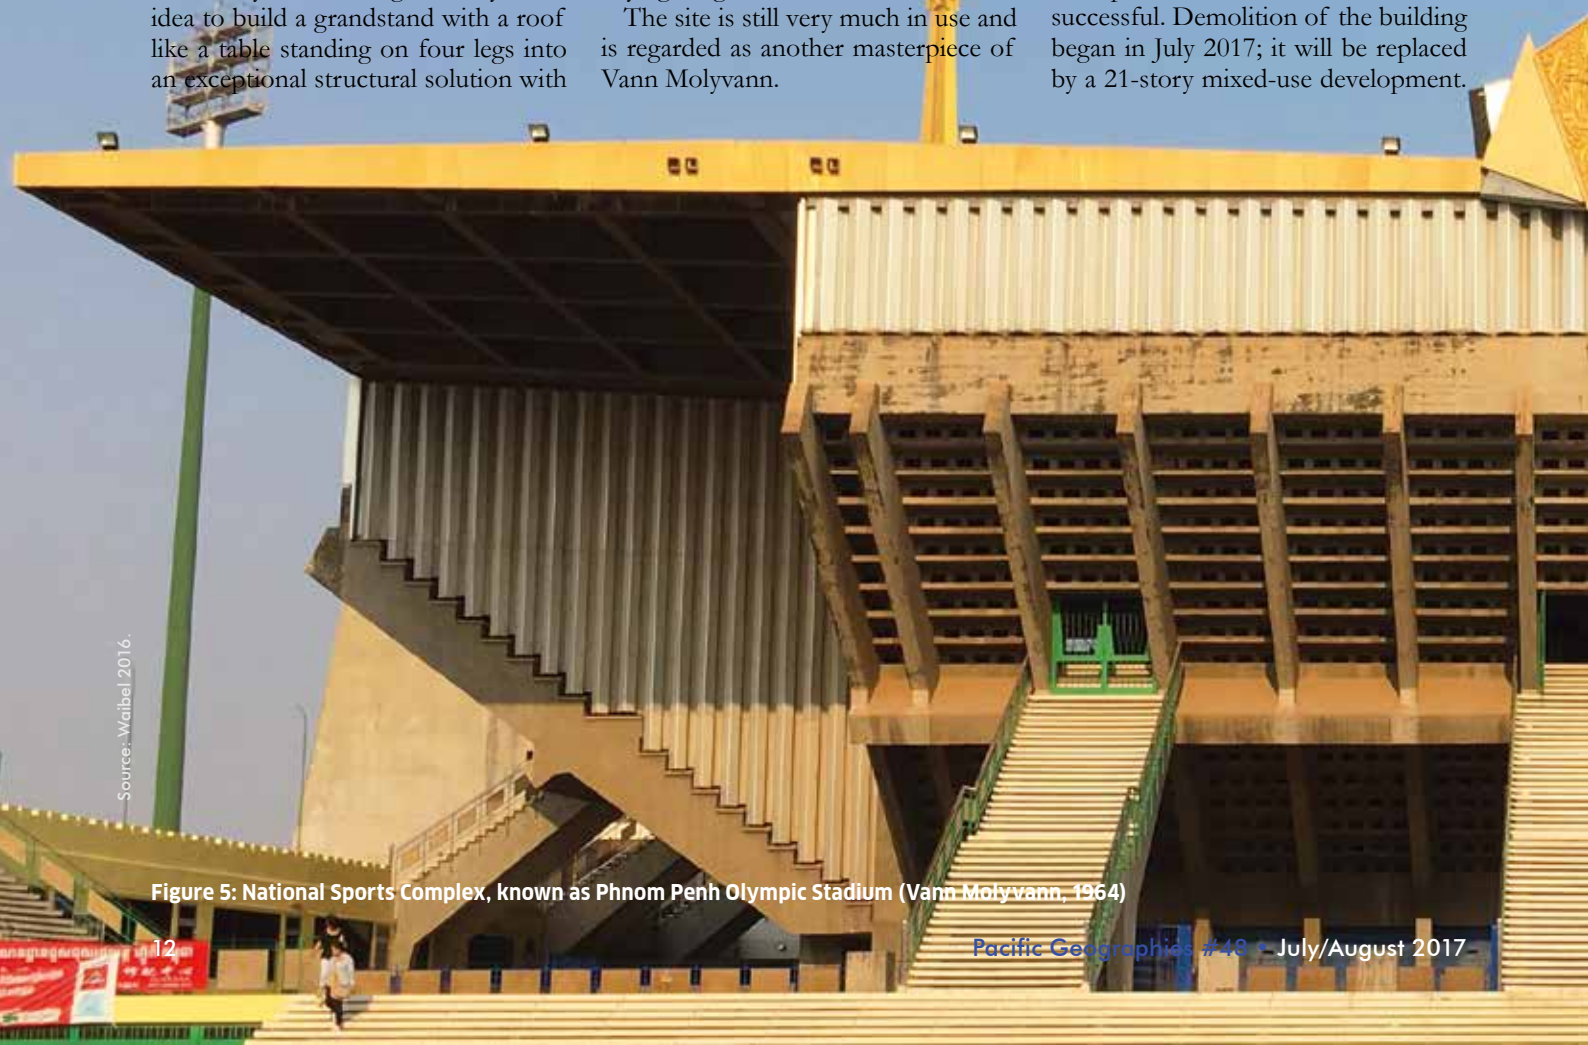 idea to build a grandstand with a roof
like a table standing on four legs into
an exceptional structural solution with
The site is still very much in use and
is regarded as another masterpiece of
Vann Molyvann.
successful. Demolition of the building
began in July 2017; it will be replaced
by a 21-story mixed-use development.
Source: Waibel 2016.
Figure 5: National Sports Complex, known as Phnom Penh Olympic Stadium (Vann Molyvann, 1964)
12
Pacific Geographies #48 • July/August 2017